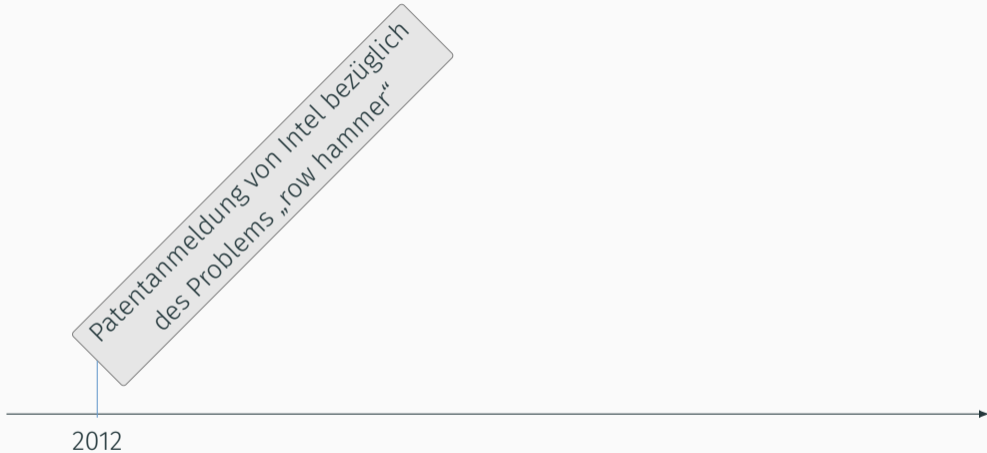 Patentanmeldung von Intel bezüglich
des Problems „row hammer“
2012